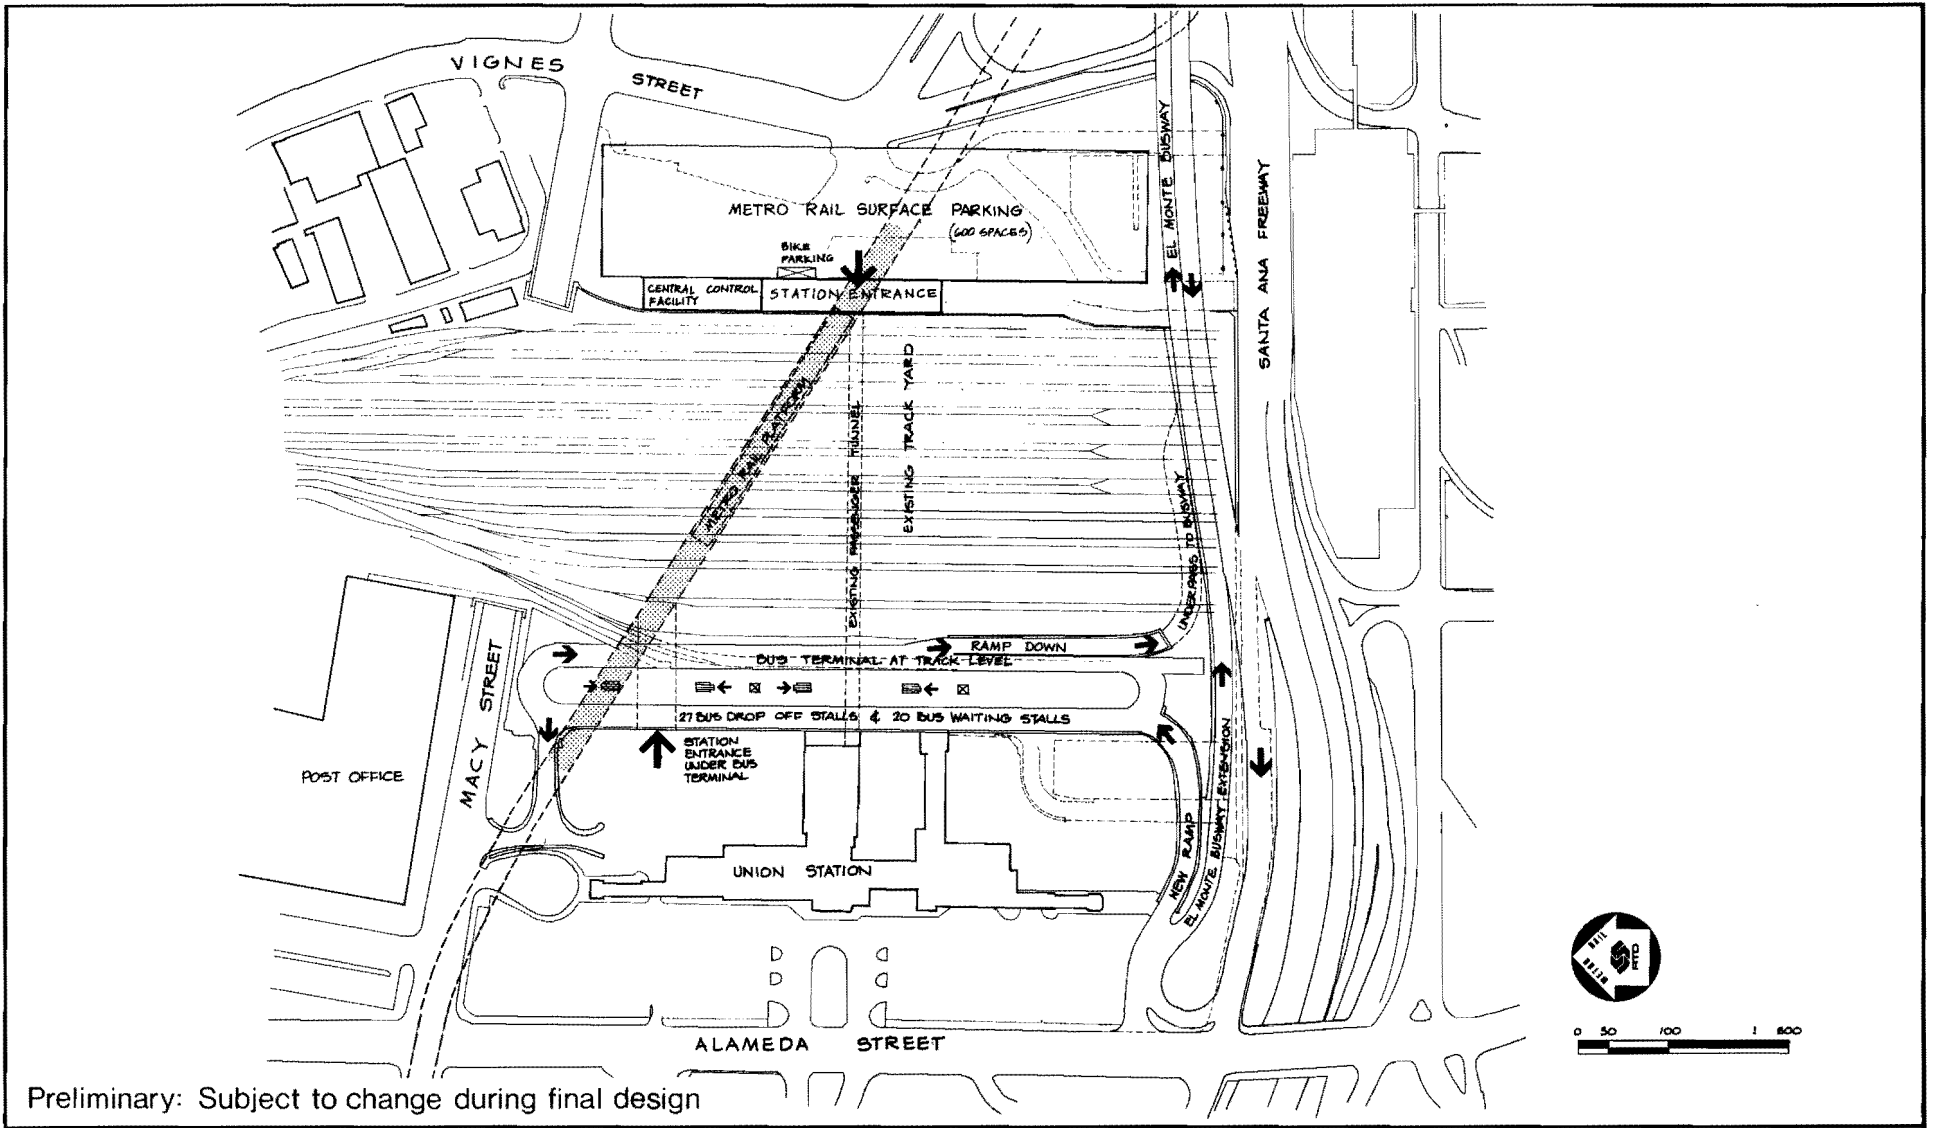 VIGNES STREET
EL MONTE BUSWAY
SANTA ANA FREEWAY
METRO RAIL SURFACE PARKING
(600 SPACES)
BIKE
PARKING
CENTRAL CONTROL
FACILITY
STATION ENTRANCE
METRO RAIL PLATFORM
EXISTING PASSENGER TUNNEL
EXISTING TRACK YARD
UNDERPASS TO BUSWAY
RAMP DOWN
BUS TERMINAL AT TRACK LEVEL
27 BUS DROP OFF STALLS & 20 BUS WAITING STALLS
STATION
ENTRANCE
UNDER BUS
TERMINAL
MACY STREET
POST OFFICE
UNION STATION
NEW RAMP
EL MONTE BUSWAY EXTENSION
METRO RAIL
RTD
0 50 100
ALAMEDA STREET
Preliminary: Subject to change during final design